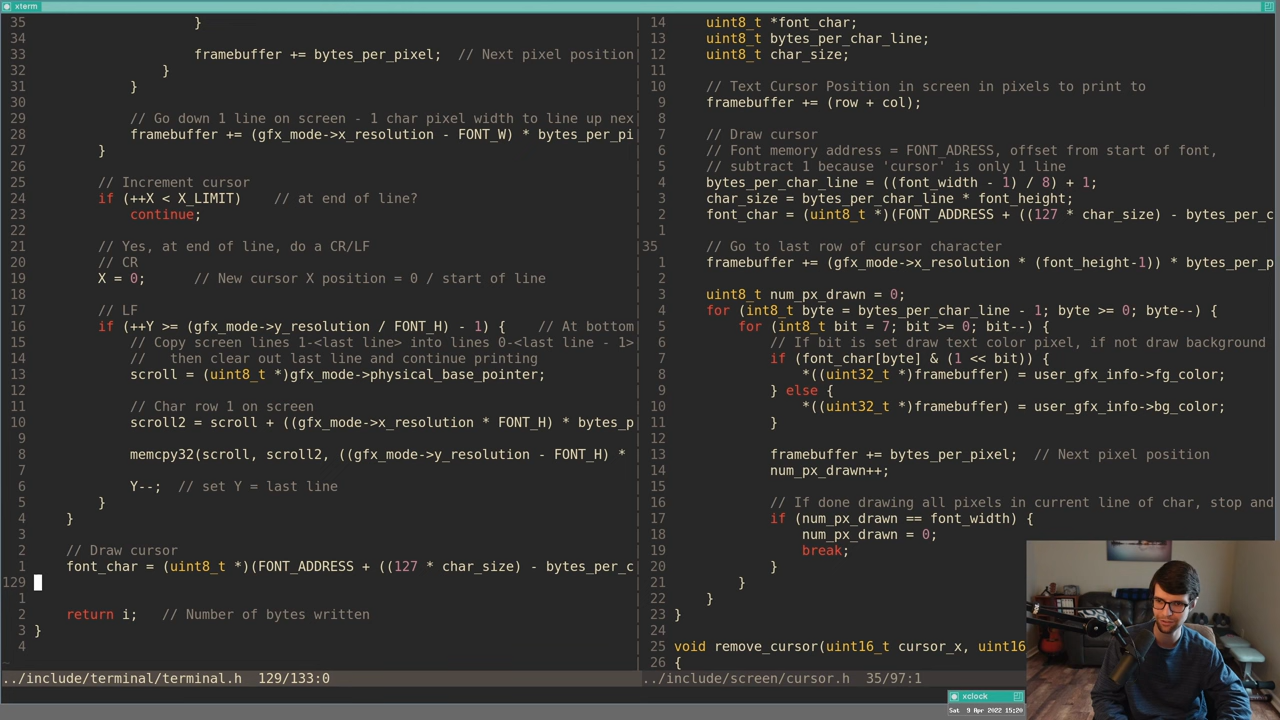 xterm
35                     }
34
33                     framebuffer += bytes_per_pixel;  // Next pixel position
32                 }
31             }
30
29             // Go down 1 line on screen - 1 char pixel width to line up nex
28             framebuffer += (gfx_mode->x_resolution - FONT_W) * bytes_per_pi
27         }
26
25         // Increment cursor
24         if (++X < X_LIMIT)    // at end of line?
23             continue;
22
21         // Yes, at end of line, do a CR/LF
20         // CR
19         X = 0;      // New cursor X position = 0 / start of line
18
17         // LF
16         if (++Y >= (gfx_mode->y_resolution / FONT_H) - 1) {    // At bottom
15             // Copy screen lines 1-<last line> into lines 0-<last line - 1>
14             //   then clear out last line and continue printing
13             scroll = (uint8_t *)gfx_mode->physical_base_pointer;
12
11             // Char row 1 on screen
10             scroll2 = scroll + ((gfx_mode->x_resolution * FONT_H) * bytes_p
9
8             memcpy32(scroll, scroll2, ((gfx_mode->y_resolution - FONT_H) *
7
6             Y--;  // set Y = last line
5         }
4     }
3
2     // Draw cursor
1     font_char = (uint8_t *)(FONT_ADDRESS + ((127 * char_size) - bytes_per_c
129
1
2     return i;   // Number of bytes written
3 }
4
~
../include/terminal/terminal.h  129/133:0
14     uint8_t *font_char;
13     uint8_t bytes_per_char_line;
12     uint8_t char_size;
11
10     // Text Cursor Position in screen in pixels to print to
9     framebuffer += (row + col);
8
7     // Draw cursor
6     // Font memory address = FONT_ADRESS, offset from start of font,
5     // subtract 1 because 'cursor' is only 1 line
4     bytes_per_char_line = ((font_width - 1) / 8) + 1;
3     char_size = bytes_per_char_line * font_height;
2     font_char = (uint8_t *)(FONT_ADDRESS + ((127 * char_size) - bytes_per_c
1
35     // Go to last row of cursor character
1     framebuffer += (gfx_mode->x_resolution * (font_height-1)) * bytes_per_p
2
3     uint8_t num_px_drawn = 0;
4     for (int8_t byte = bytes_per_char_line - 1; byte >= 0; byte--) {
5         for (int8_t bit = 7; bit >= 0; bit--) {
6             // If bit is set draw text color pixel, if not draw background
7             if (font_char[byte] & (1 << bit)) {
8                 *((uint32_t *)framebuffer) = user_gfx_info->fg_color;
9             } else {
10                 *((uint32_t *)framebuffer) = user_gfx_info->bg_color;
11             }
12
13             framebuffer += bytes_per_pixel;  // Next pixel position
14             num_px_drawn++;
15
16             // If done drawing all pixels in current line of char, stop and
17             if (num_px_drawn == font_width) {
18                 num_px_drawn = 0;
19                 break;
20             }
21         }
22     }
23 }
24
25 void remove_cursor(uint16_t cursor_x, uint16
26 {
../include/screen/cursor.h  35/97:1
xclock
Sat  9 Apr 2022 15:20